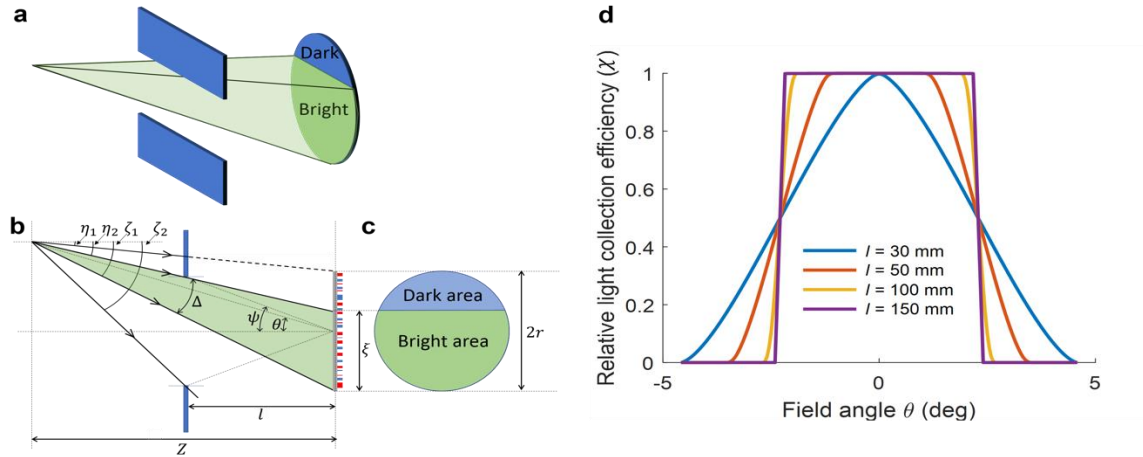 a
Dark
Bright
b
η₁ η₂ ζ₁ ζ₂
Δ
ψ
θ
ξ
l
Z
c
Dark area
Bright area
2r
d
Relative light collection efficiency (χ)
1
0.8
0.6
0.4
0.2
0
l = 30 mm
l = 50 mm
l = 100 mm
l = 150 mm
-5 0 5
Field angle θ (deg)